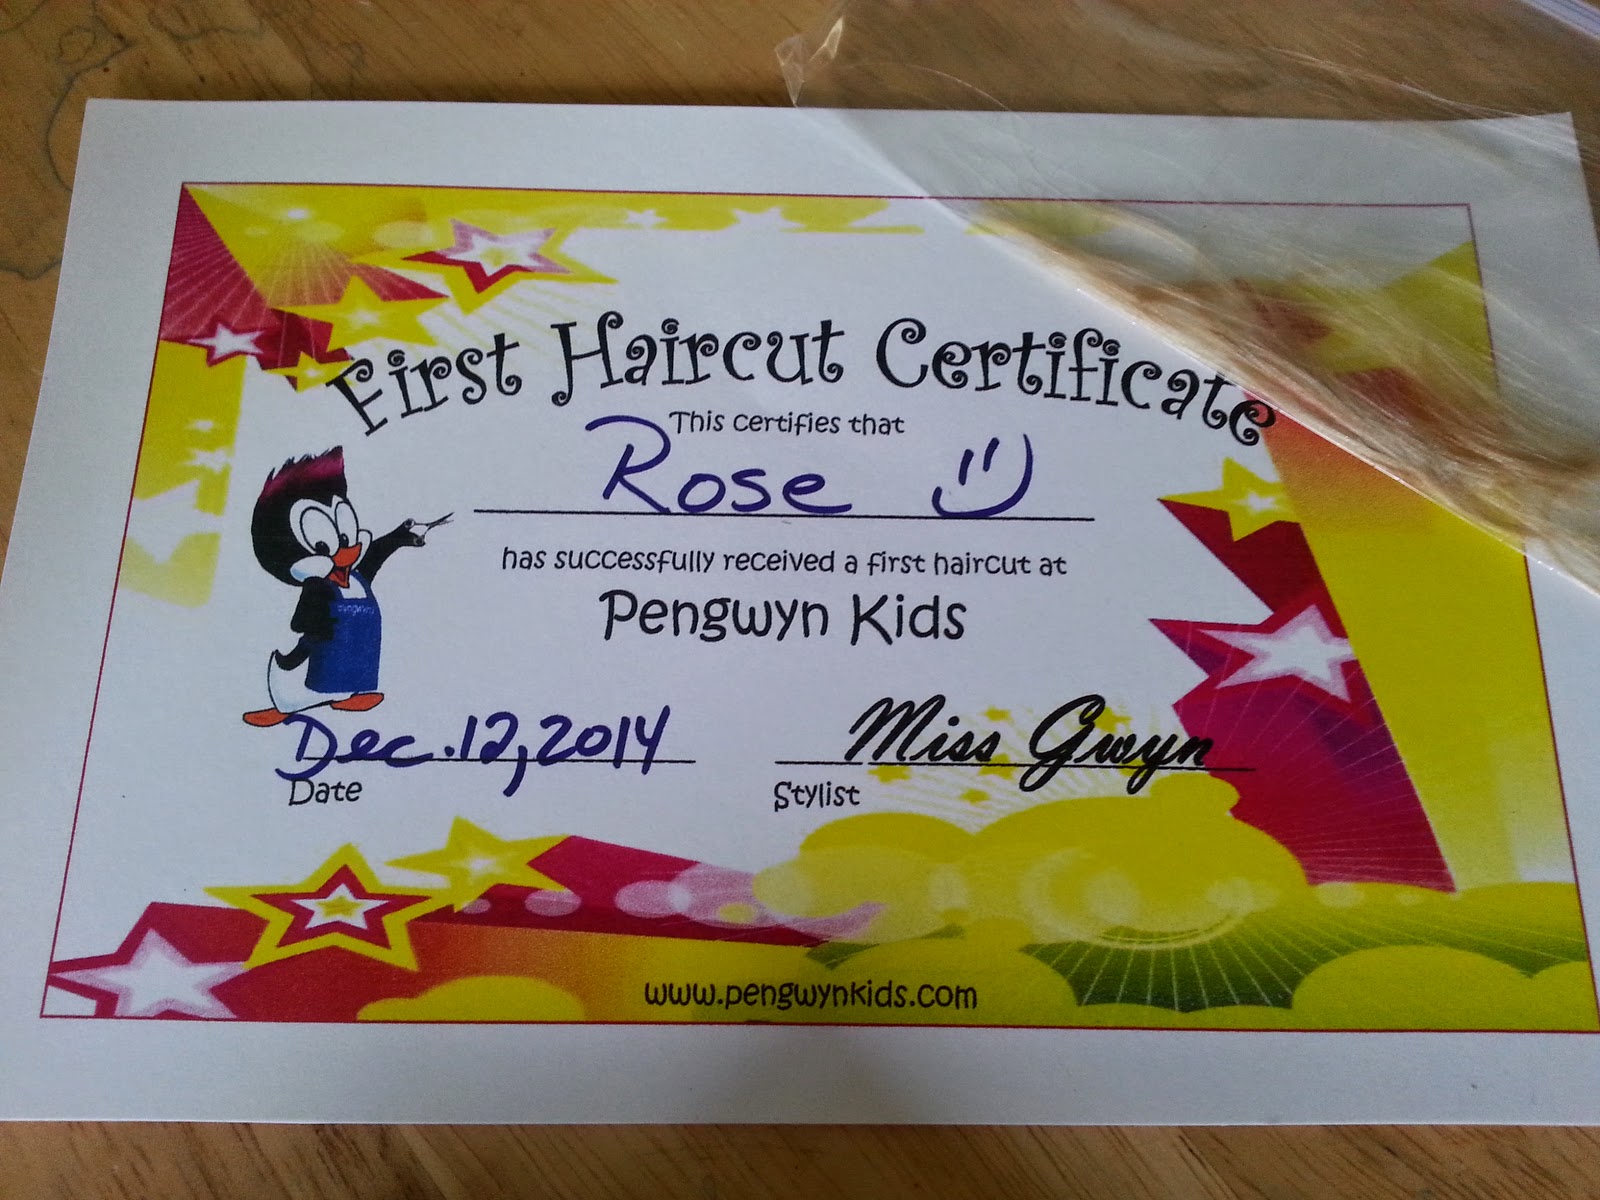 First Haircut Certificate
This certifies that
Rose
has successfully received a first haircut at
Pengwyn Kids
Dec. 12, 2014 Miss Gwyn
Date Stylist
www.pengwynkids.com